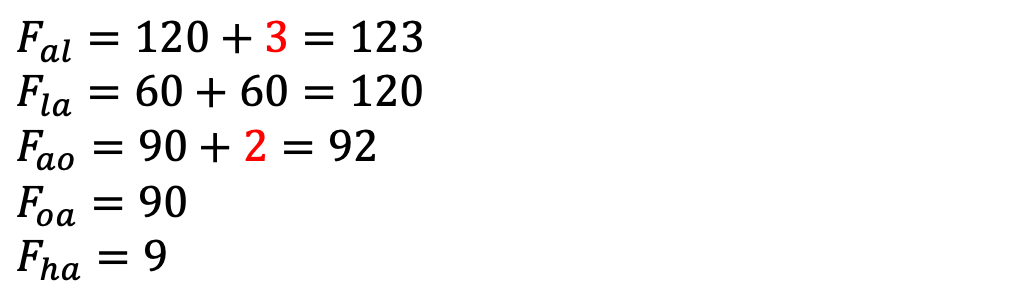 F_al = 120 + 3 = 123
F_la = 60 + 60 = 120
F_ao = 90 + 2 = 92
F_oa = 90
F_ha = 9